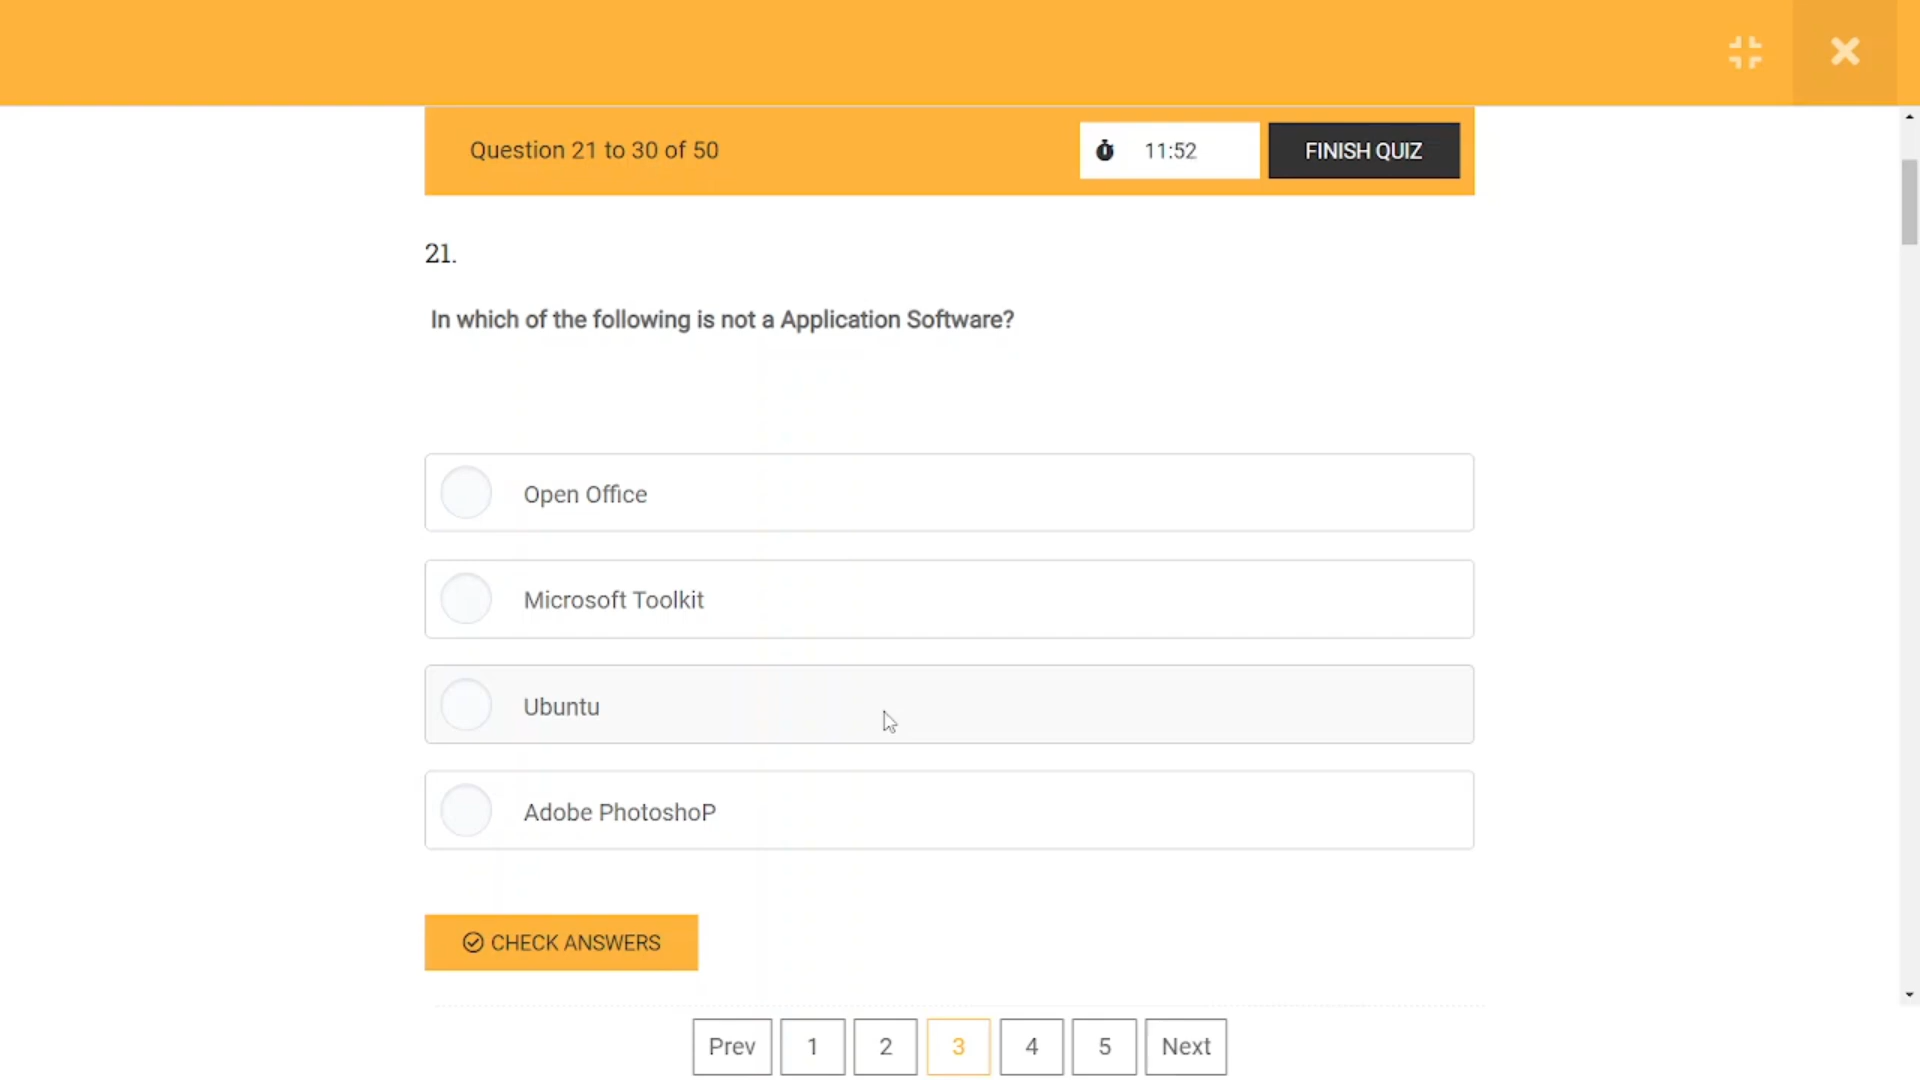 Question 21 to 30 of 50
11:52
FINISH QUIZ
21.
In which of the following is not a Application Software?
Open Office
Microsoft Toolkit
Ubuntu
Adobe PhotoshoP
CHECK ANSWERS
Prev 1 2 3 4 5 Next